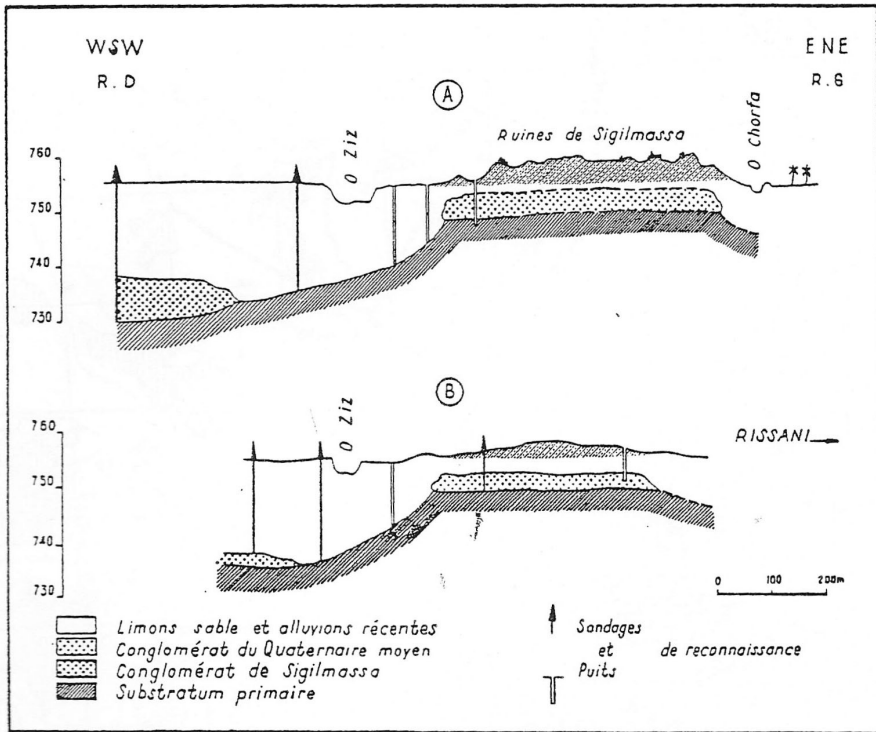 WSW
ENE
R.D
R.G
A
Ruines de Sigilmassa
O Ziz
O Chorfa
760
750
740
730
B
O Ziz
RISSANI
750
750
740
730
0 100 200m
Limons sable et alluvions récentes
Conglomérat du Quaternaire moyen
Conglomérat de Sigilmassa
Substratum primaire
Sondages
et de reconnaissance
Puits